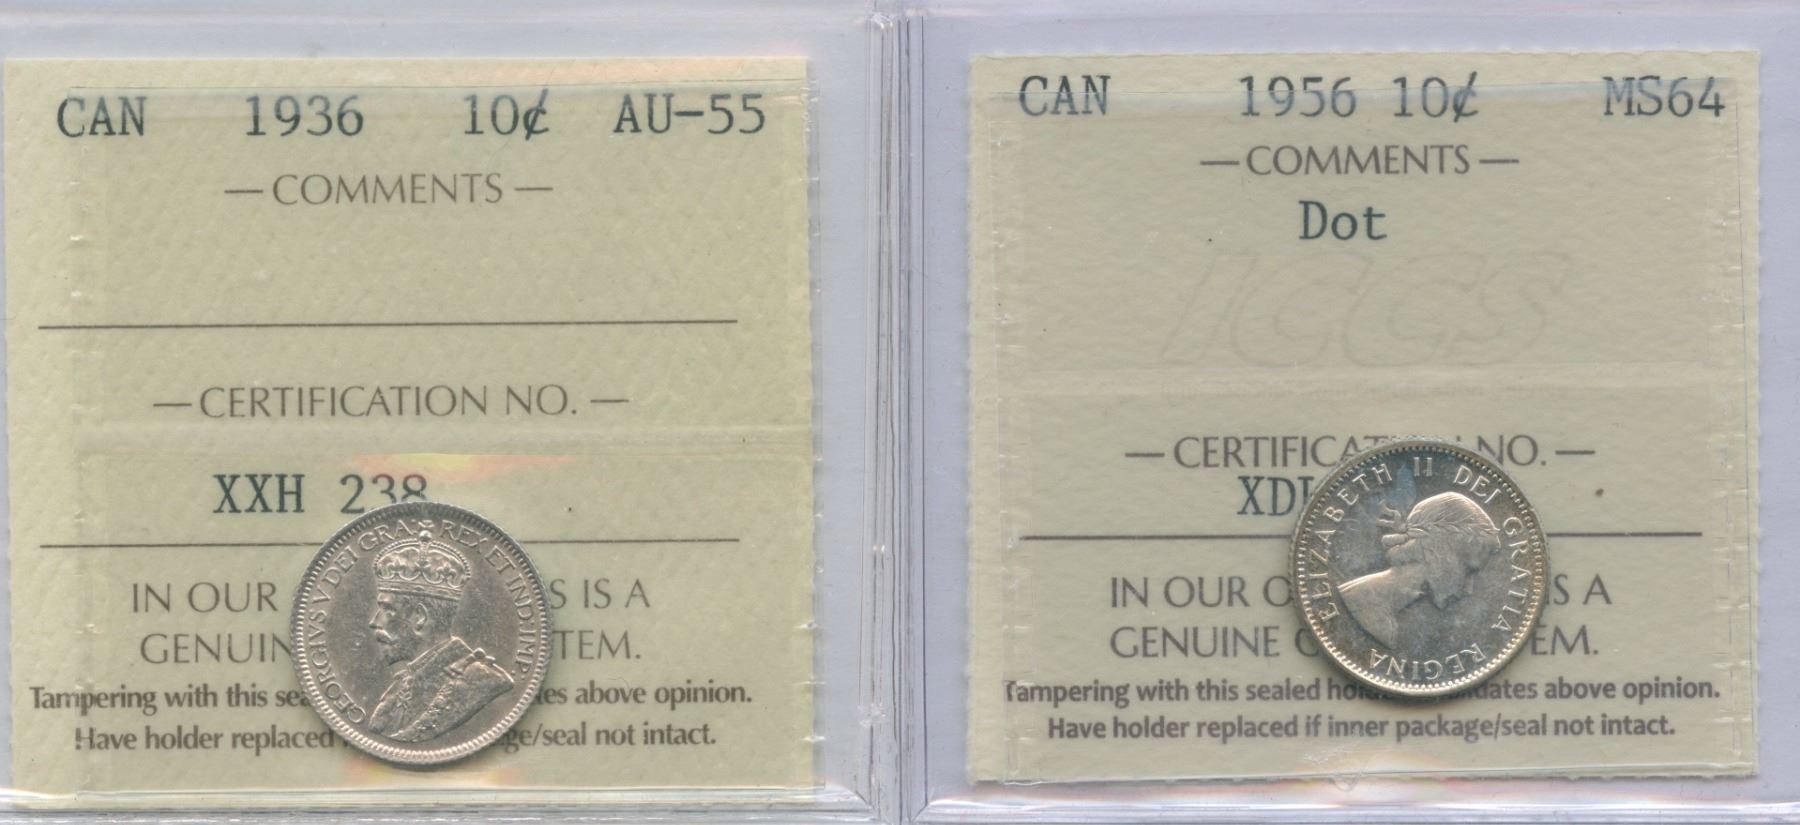 CAN 1936 10¢ AU-55
— COMMENTS —
— CERTIFICATION NO. —
XXH 238
IN OUR S IS A
GENUIN TEM.
Tampering with this sea es above opinion.
Have holder replaced ge/seal not intact.
GEORGIVS V DEI GRA: REX ET IND: IMP:
CAN 1956 10¢ MS64
— COMMENTS —
Dot
ICCS
— CERTIFICA NO. —
XD
IN OUR O IS A
GENUINE EM.
Tampering with this sealed ho dates above opinion.
Have holder replaced if inner package/seal not intact.
ELIZABETH II DEI GRATIA REGINA